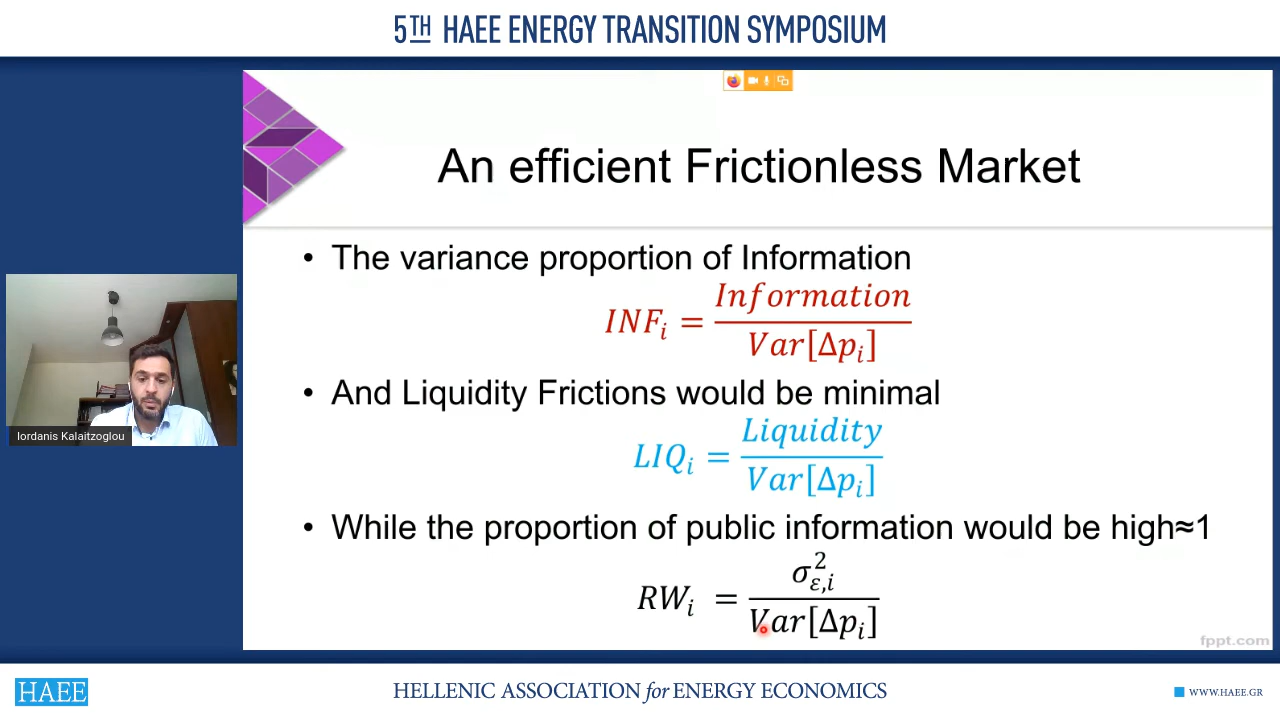 5TH HAEE ENERGY TRANSITION SYMPOSIUM
An efficient Frictionless Market
• The variance proportion of Information
INF_i = Information / Var[Δp_i]
• And Liquidity Frictions would be minimal
LIQ_i = Liquidity / Var[Δp_i]
• While the proportion of public information would be high≈1
RW_i = σ²_{ε,i} / Var[Δp_i]
fppt.com
Iordanis Kalaitzoglou
HAEE
HELLENIC ASSOCIATION for ENERGY ECONOMICS
WWW.HAEE.GR